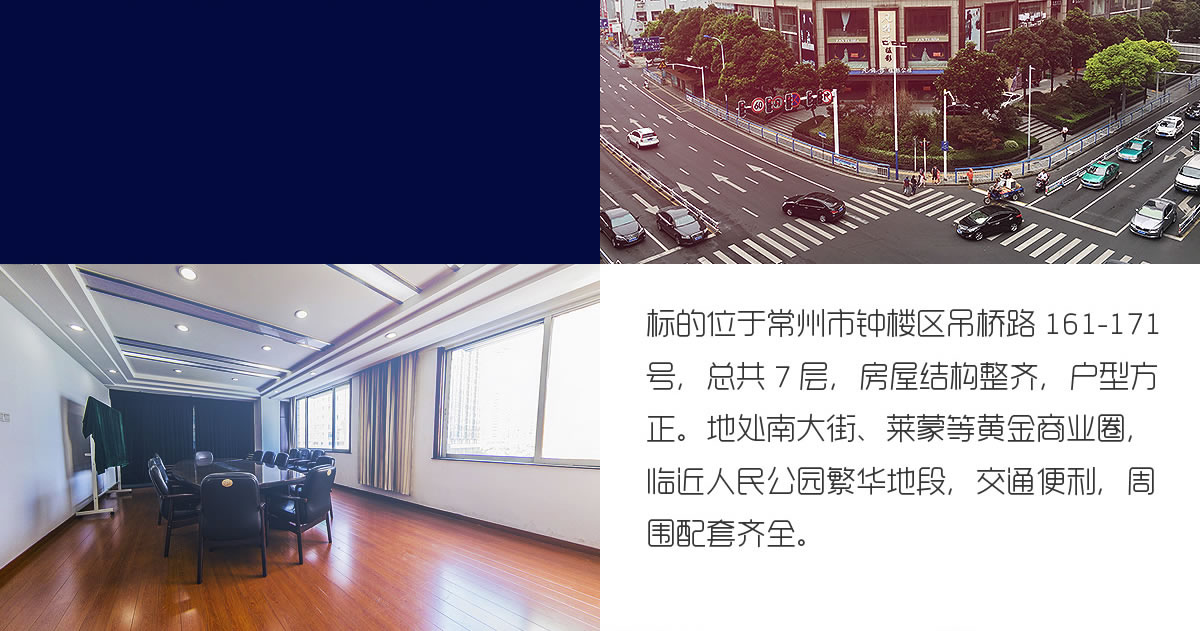 标的位于常州市钟楼区吊桥路 161-171
号，总共 7 层，房屋结构整齐，户型方
正。地处南大街、莱蒙等黄金商业圈，
临近人民公园繁华地段，交通便利，周
围配套齐全。